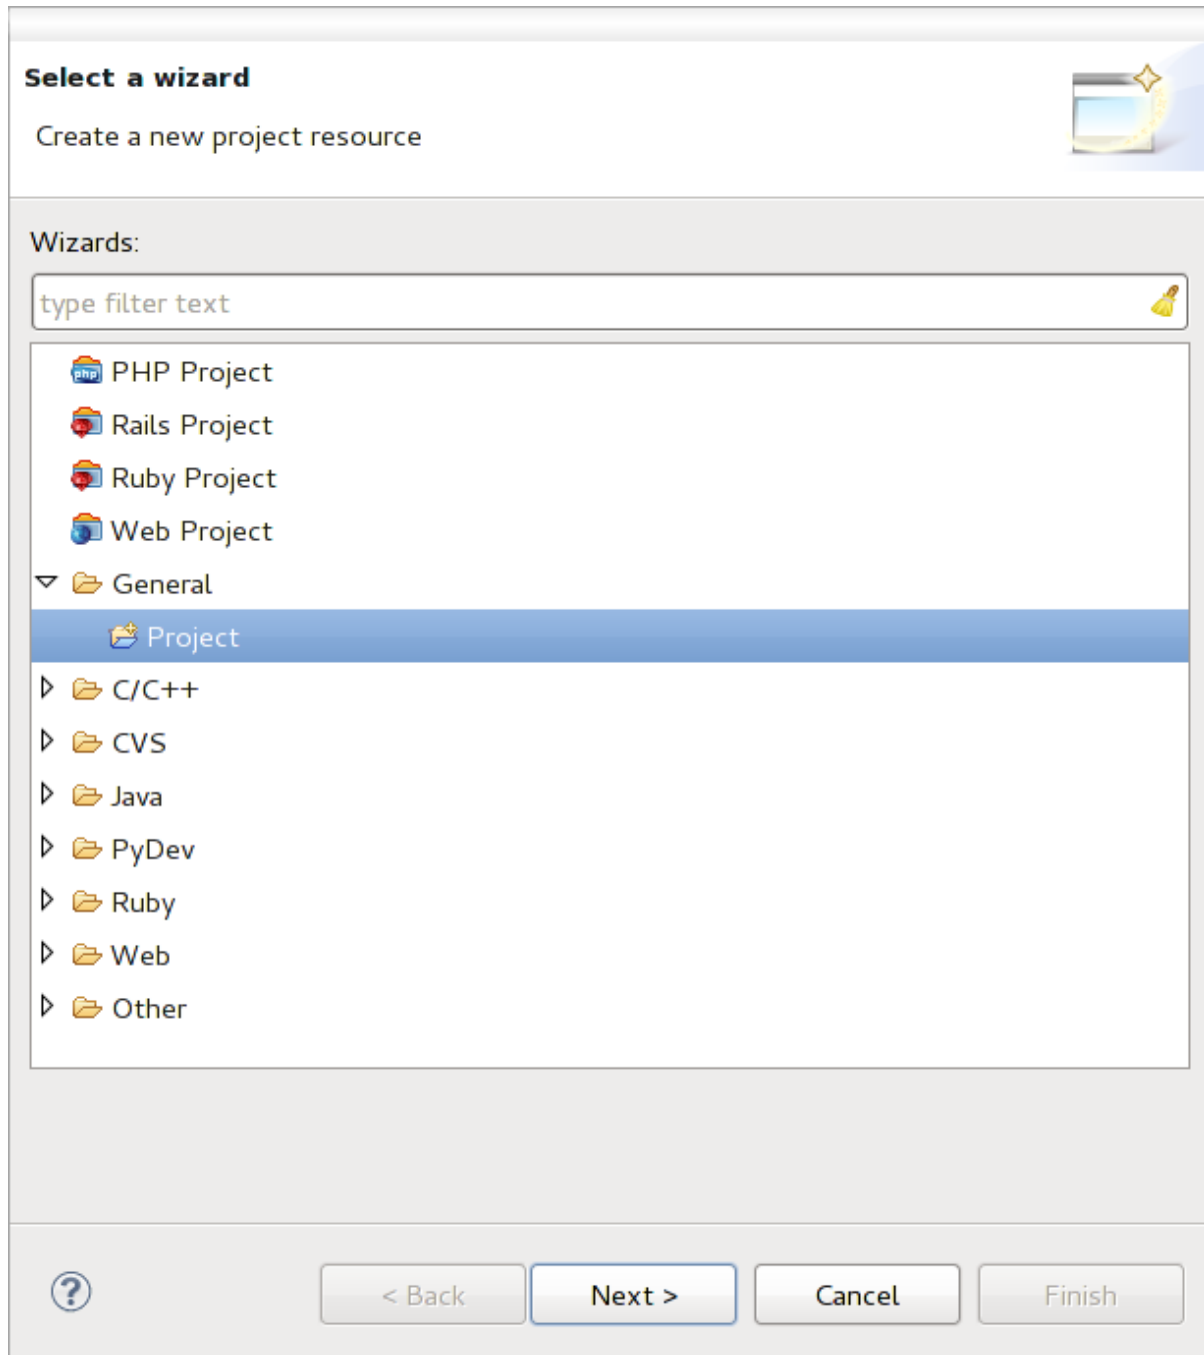 Select a wizard
Create a new project resource
Wizards:
type filter text
php PHP Project
Rails Project
Ruby Project
Web Project
General
Project
C/C++
CVS
Java
PyDev
Ruby
Web
Other
? < Back Next > Cancel Finish